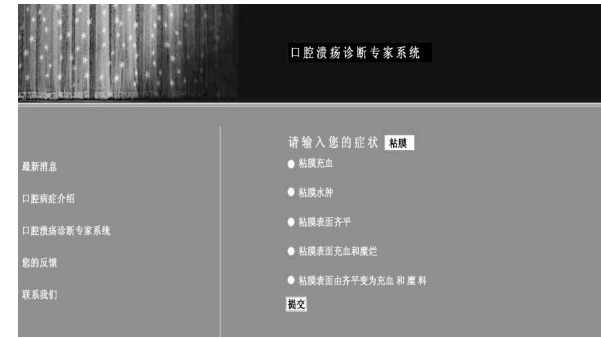 口腔溃疡诊断专家系统
最新消息
口腔病症介绍
口腔溃疡诊断专家系统
您的反馈
联系我们
请输入您的症状 粘膜
粘膜充血
粘膜水肿
粘膜表面齐平
粘膜表面充血和糜烂
粘膜表面由齐平变为充血 和 糜 料
提交